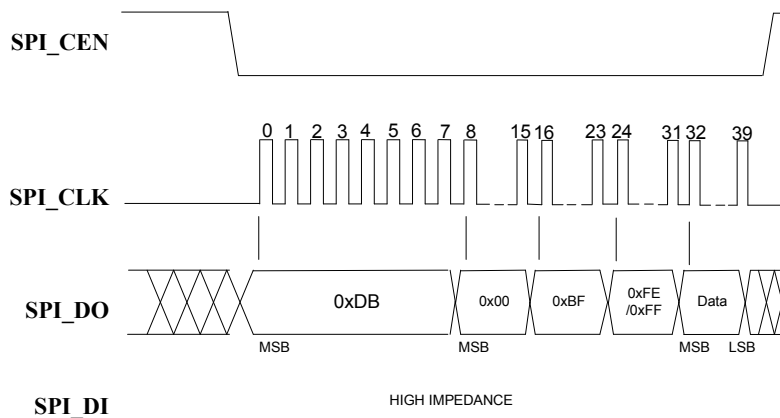 SPI_CEN
0 1 2 3 4 5 6 7 8 15 16 23 24 31 32 39
SPI_CLK
SPI_DO
0xDB 0x00 0xBF 0xFE Data
/0xFF
MSB MSB MSB LSB
SPI_DI
HIGH IMPEDANCE